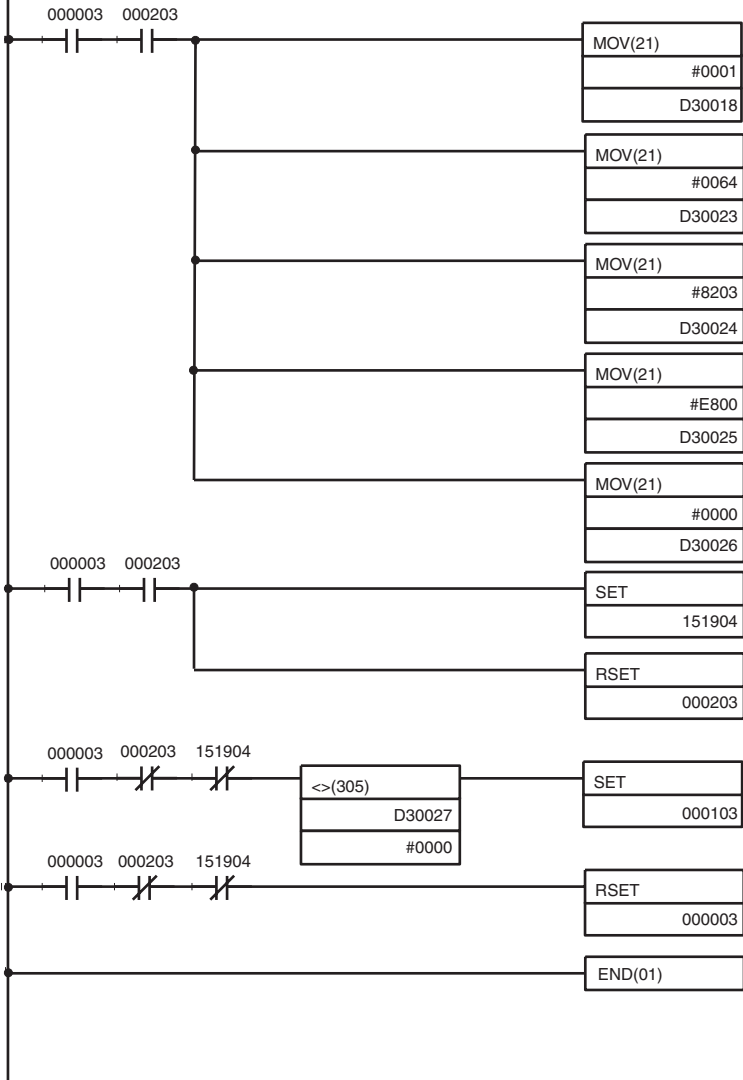 000003 000203
MOV(21)
#0001
D30018
MOV(21)
#0064
D30023
MOV(21)
#8203
D30024
MOV(21)
#E800
D30025
MOV(21)
#0000
D30026
000003 000203
SET
151904
RSET
000203
000003 000203 151904
<>(305)
D30027
#0000
SET
000103
000003 000203 151904
RSET
000003
END(01)